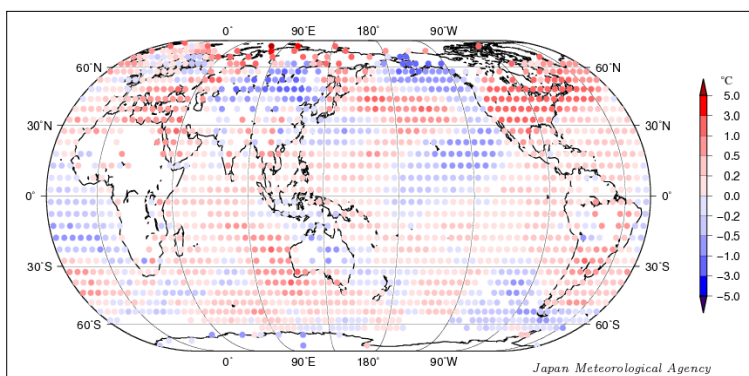 0° 90°E 180° 90°W
60°N 60°N
30°N 30°N
0° 0°
30°S 30°S
60°S 60°S
0° 90°E 180° 90°W
℃
5.0
3.0
1.0
0.5
0.2
0.0
−0.2
−0.5
−1.0
−3.0
−5.0
Japan Meteorological Agency